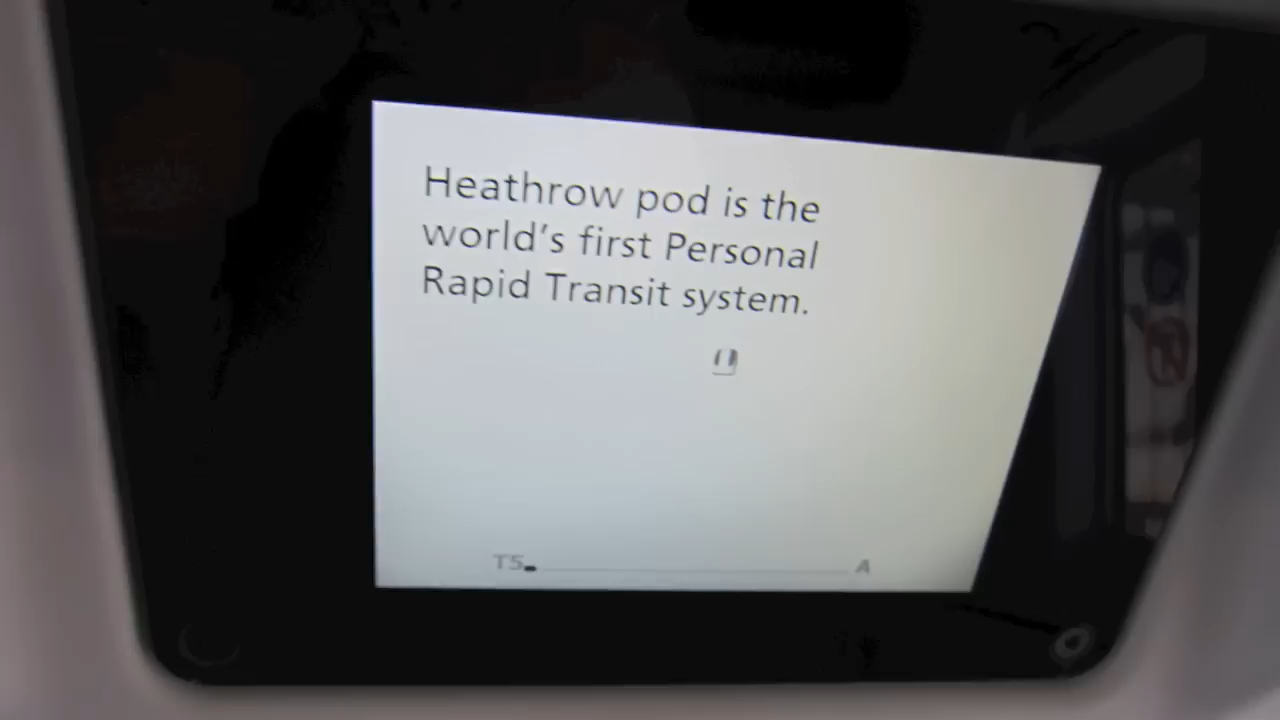 Heathrow pod is the
world's first Personal
Rapid Transit system.
T5
A